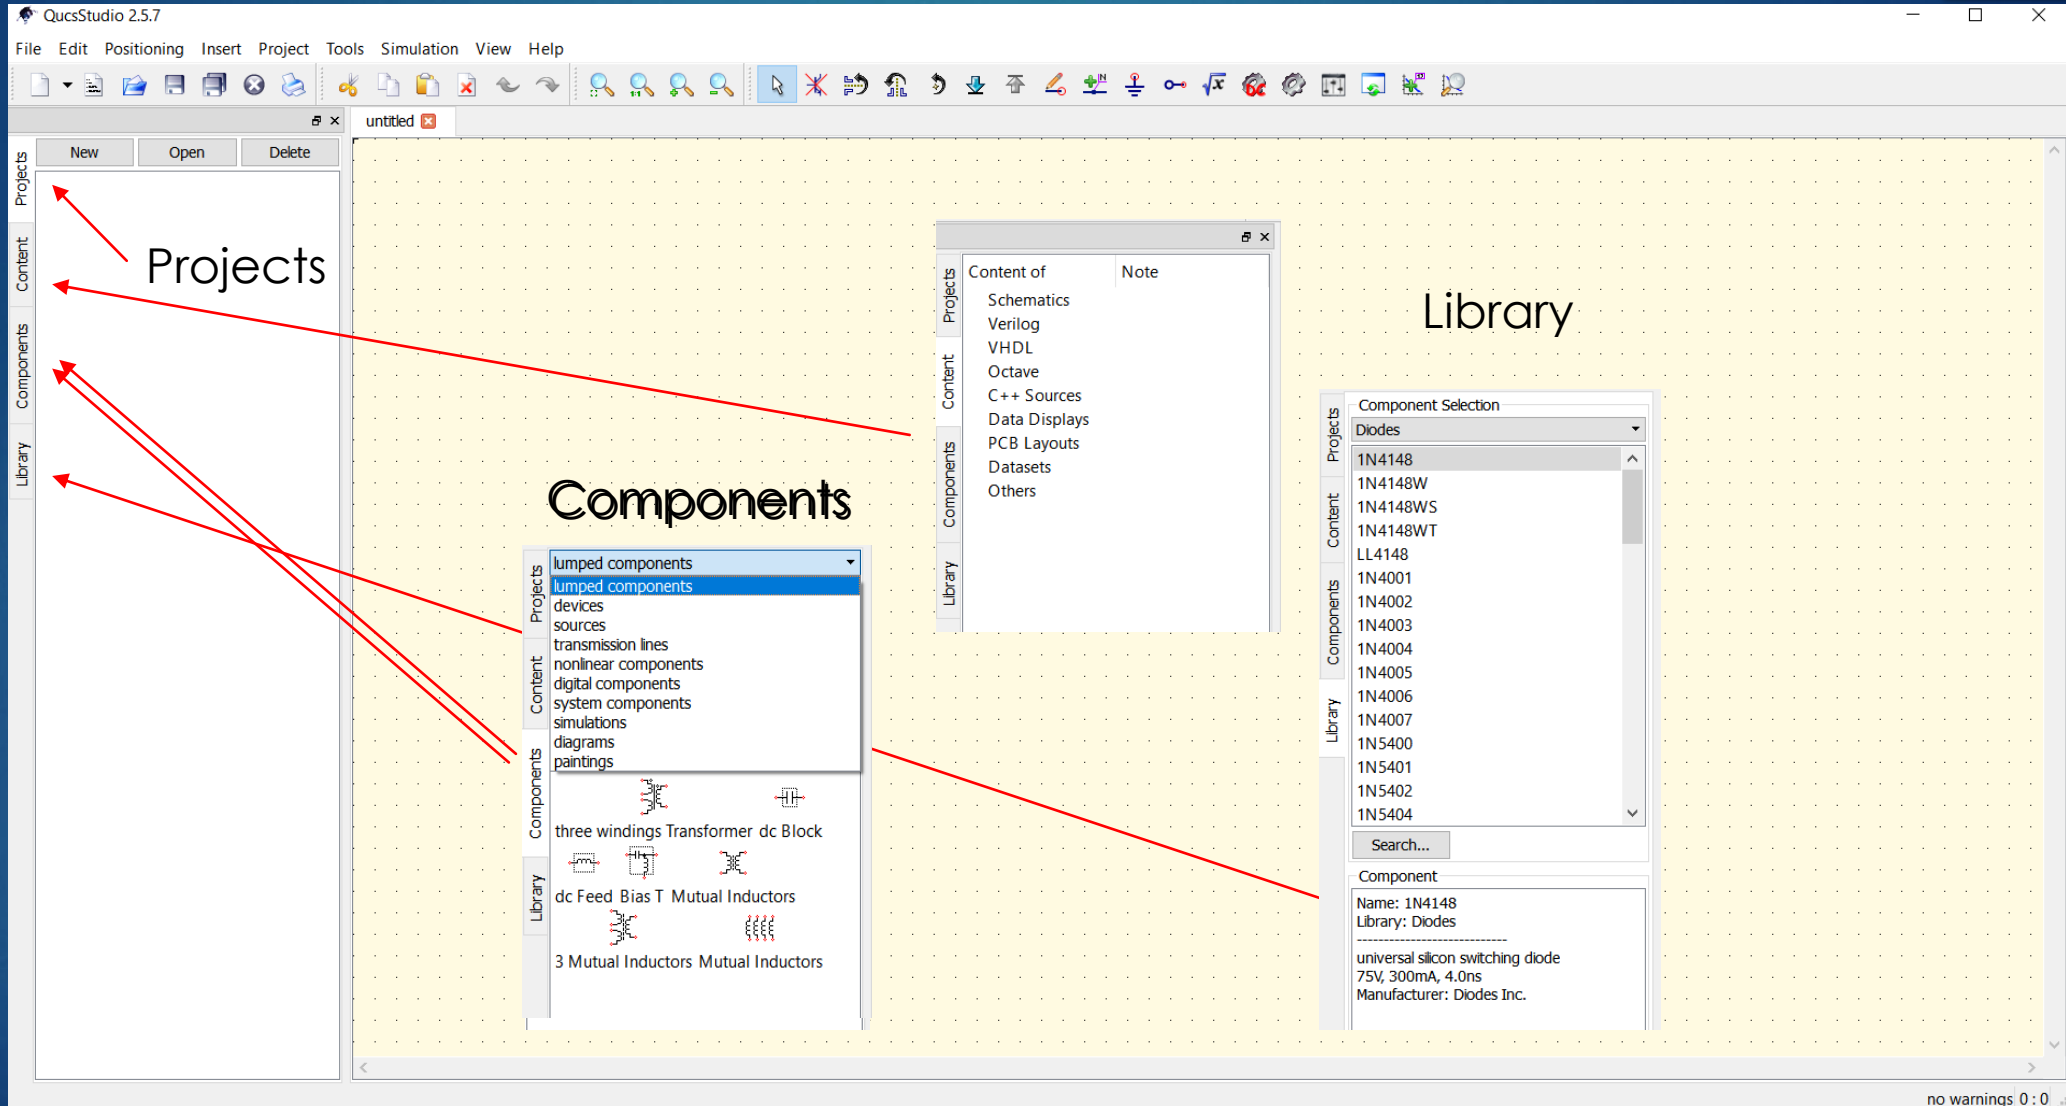 QucsStudio 2.5.7
File Edit Positioning Insert Project Tools Simulation View Help
untitled
New Open Delete
Projects
Content
Components
Library
Projects
Content of Note
Schematics
Verilog
VHDL
Octave
C++ Sources
Data Displays
PCB Layouts
Datasets
Others
Projects
Content
Components
Library
Components
lumped components
lumped components
devices
sources
transmission lines
nonlinear components
digital components
system components
simulations
diagrams
paintings
three windings Transformer dc Block
dc Feed Bias T Mutual Inductors
3 Mutual Inductors Mutual Inductors
Projects
Content
Components
Library
Library
Component Selection
Diodes
1N4148
1N4148W
1N4148WS
1N4148WT
LL4148
1N4001
1N4002
1N4003
1N4004
1N4005
1N4006
1N4007
1N5400
1N5401
1N5402
1N5404
Search...
Component
Name: 1N4148
Library: Diodes
----------------------------
universal silicon switching diode
75V, 300mA, 4.0ns
Manufacturer: Diodes Inc.
Projects
Content
Components
Library
no warnings 0 : 0